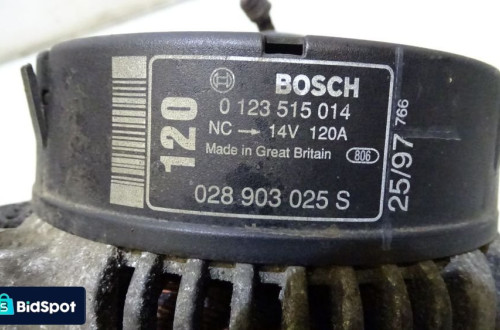 BOSCH
120
0 123 515 014
NC → 14V 120A
Made in Great Britain 806
028 903 025 S
25/97 766
S BidSpot